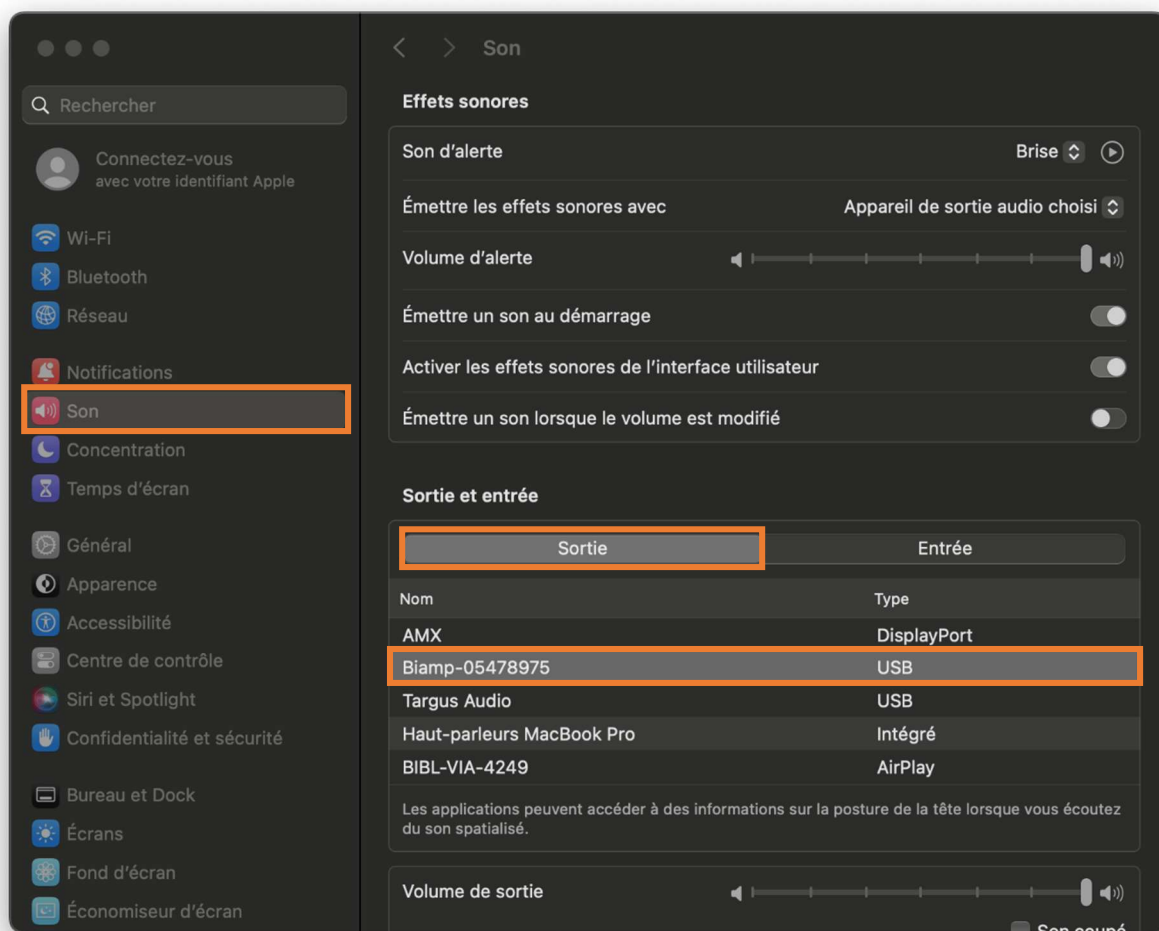 Rechercher
Connectez-vous
avec votre identifiant Apple
Wi-Fi
Bluetooth
Réseau
Notifications
Son
Concentration
Temps d'écran
Général
Apparence
Accessibilité
Centre de contrôle
Siri et Spotlight
Confidentialité et sécurité
Bureau et Dock
Écrans
Fond d'écran
Économiseur d'écran
Son
Effets sonores
Son d'alerte Brise
Émettre les effets sonores avec Appareil de sortie audio choisi
Volume d'alerte
Émettre un son au démarrage
Activer les effets sonores de l'interface utilisateur
Émettre un son lorsque le volume est modifié
Sortie et entrée
Sortie Entrée
Nom Type
AMX DisplayPort
Biamp-05478975 USB
Targus Audio USB
Haut-parleurs MacBook Pro Intégré
BIBL-VIA-4249 AirPlay
Les applications peuvent accéder à des informations sur la posture de la tête lorsque vous écoutez
du son spatialisé.
Volume de sortie
Son coupé